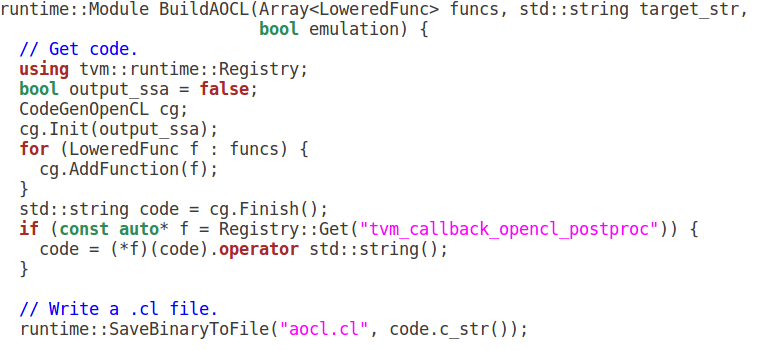 runtime::Module BuildAOCL(Array<LoweredFunc> funcs, std::string target_str,
                          bool emulation) {
  // Get code.
  using tvm::runtime::Registry;
  bool output_ssa = false;
  CodeGenOpenCL cg;
  cg.Init(output_ssa);
  for (LoweredFunc f : funcs) {
    cg.AddFunction(f);
  }
  std::string code = cg.Finish();
  if (const auto* f = Registry::Get("tvm_callback_opencl_postproc")) {
    code = (*f)(code).operator std::string();
  }

  // Write a .cl file.
  runtime::SaveBinaryToFile("aocl.cl", code.c_str());